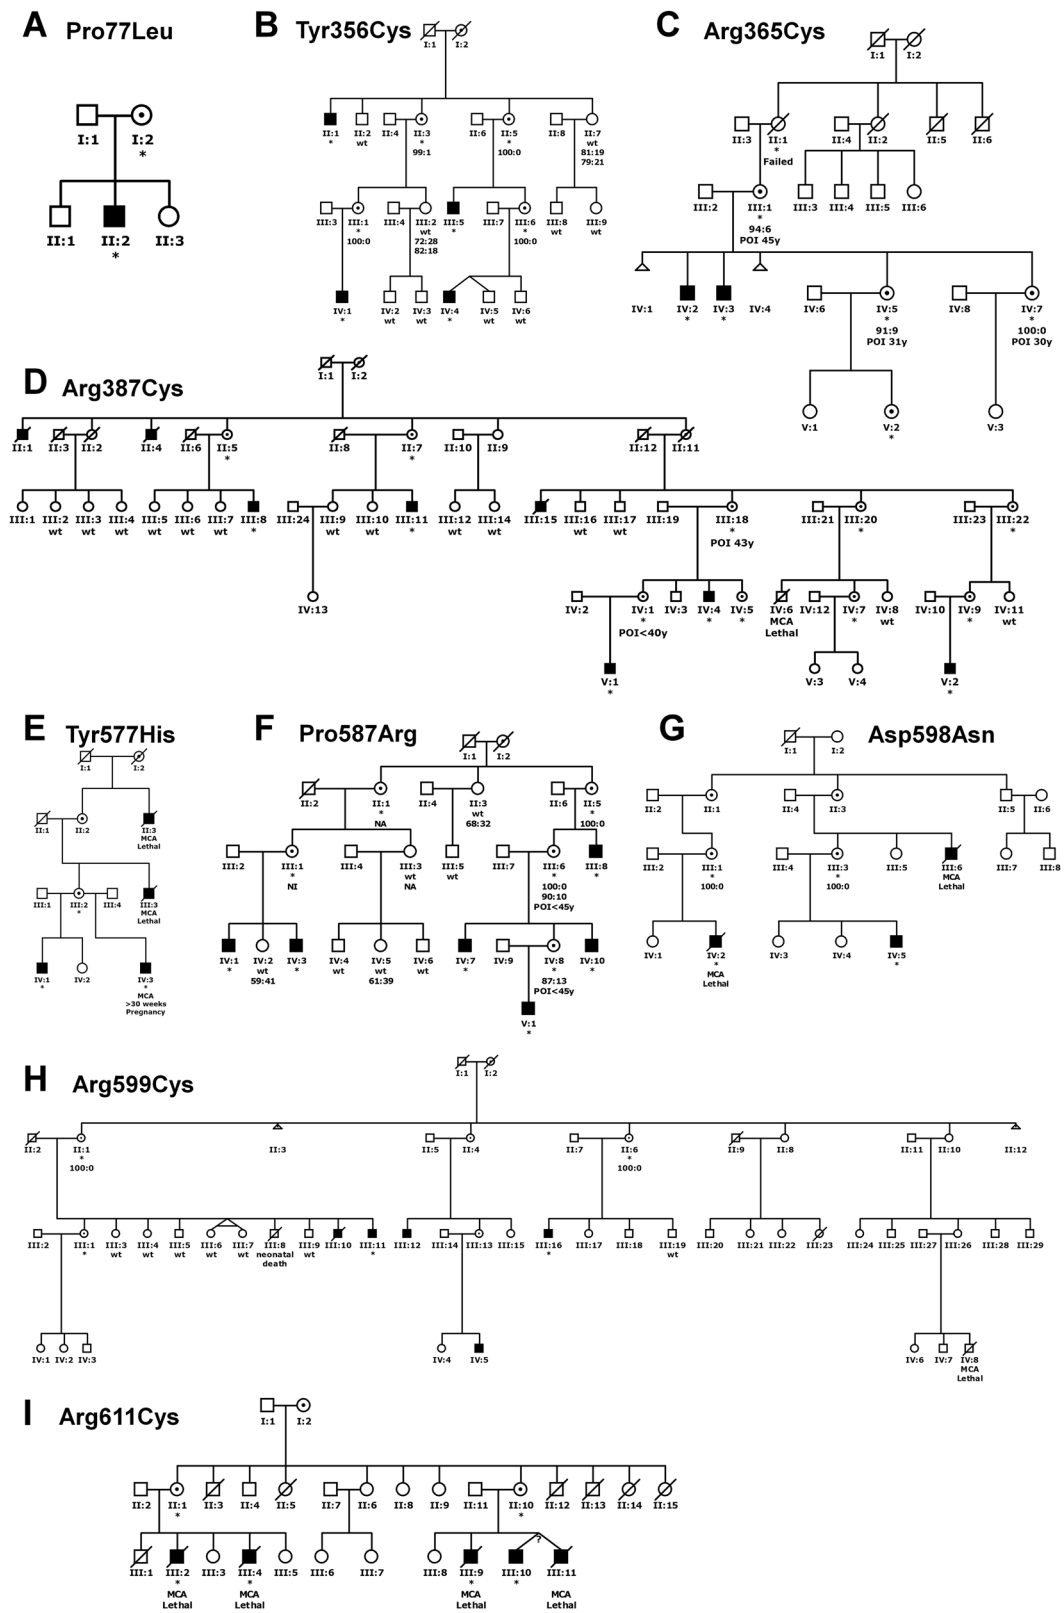 A Pro77Leu
I:1 I:2
*
II:1 II:2 II:3
*
B Tyr356Cys
I:1 I:2
II:1 II:2 II:4 II:3 II:6 II:5 II:8 II:7
* wt * * wt
99:1 100:0 81:19
79:21
III:3 III:1 III:4 III:2 III:5 III:7 III:6 III:8 III:9
* wt * * wt wt
100:0 72:28 100:0
82:18
IV:1 IV:2 IV:3 IV:4 IV:5 IV:6
* wt wt * wt wt
C Arg365Cys
I:1 I:2
II:3 II:1 II:4 II:2 II:5 II:6
*
Failed
III:2 III:1 III:3 III:4 III:5 III:6
*
94:6
POI 45y
IV:1 IV:2 IV:3 IV:4 IV:6 IV:5 IV:8 IV:7
* * * *
91:9 100:0
POI 31y POI 30y
V:1 V:2 V:3
*
D Arg387Cys
I:1 I:2
II:1 II:3 II:2 II:4 II:6 II:5 II:8 II:7 II:10 II:9 II:12 II:11
* *
III:1 III:2 III:3 III:4 III:5 III:6 III:7 III:8 III:24 III:9 III:10 III:11 III:12 III:14 III:15 III:16 III:17 III:19 III:18 III:21 III:20 III:23 III:22
wt wt wt wt wt wt * wt wt * wt wt wt wt * * *
POI 43y
IV:13 IV:2 IV:1 IV:3 IV:4 IV:5 IV:6 IV:12 IV:7 IV:8 IV:10 IV:9 IV:11
* * * MCA * wt * wt
POI<40y Lethal
V:1 V:3 V:4 V:2
* *
E Tyr577His
I:1 I:2
II:1 II:2 II:3
MCA
Lethal
III:1 III:2 III:4 III:3
* MCA
Lethal
IV:1 IV:2 IV:3
* *
MCA
>30 weeks
Pregnancy
F Pro587Arg
I:1 I:2
II:2 II:1 II:4 II:3 II:6 II:5
* wt *
NA 68:32 100:0
III:2 III:1 III:4 III:3 III:5 III:7 III:6 III:8
* wt wt * *
NI NA 100:0
90:10
POI<45y
IV:1 IV:2 IV:3 IV:4 IV:5 IV:6 IV:7 IV:9 IV:8 IV:10
* wt * wt wt wt * * *
59:41 61:39 87:13
POI<45y
V:1
*
G Asp598Asn
I:1 I:2
II:2 II:1 II:4 II:3 II:5 II:6
III:2 III:1 III:4 III:3 III:5 III:6 III:7 III:8
* * MCA
100:0 100:0 Lethal
IV:1 IV:2 IV:3 IV:4 IV:5
* *
MCA
Lethal
H Arg599Cys
I:1 I:2
II:2 II:1 II:3 II:5 II:4 II:7 II:6 II:9 II:8 II:11 II:10 II:12
* *
100:0 100:0
III:2 III:1 III:3 III:4 III:5 III:6 III:7 III:8 III:9 III:10 III:11 III:12 III:14 III:13 III:15 III:16 III:17 III:18 III:19 III:20 III:21 III:22 III:23 III:24 III:25 III:27 III:26 III:28 III:29
* wt wt wt wt wt neonatal wt * * wt
death
IV:1 IV:2 IV:3 IV:4 IV:5 IV:6 IV:7 IV:8
MCA
Lethal
I Arg611Cys
I:1 I:2
II:2 II:1 II:3 II:4 II:5 II:7 II:6 II:8 II:9 II:11 II:10 II:12 II:13 II:14 II:15
* *
?
III:1 III:2 III:3 III:4 III:5 III:6 III:7 III:8 III:9 III:10 III:11
* * * *
MCA MCA MCA MCA
Lethal Lethal Lethal Lethal